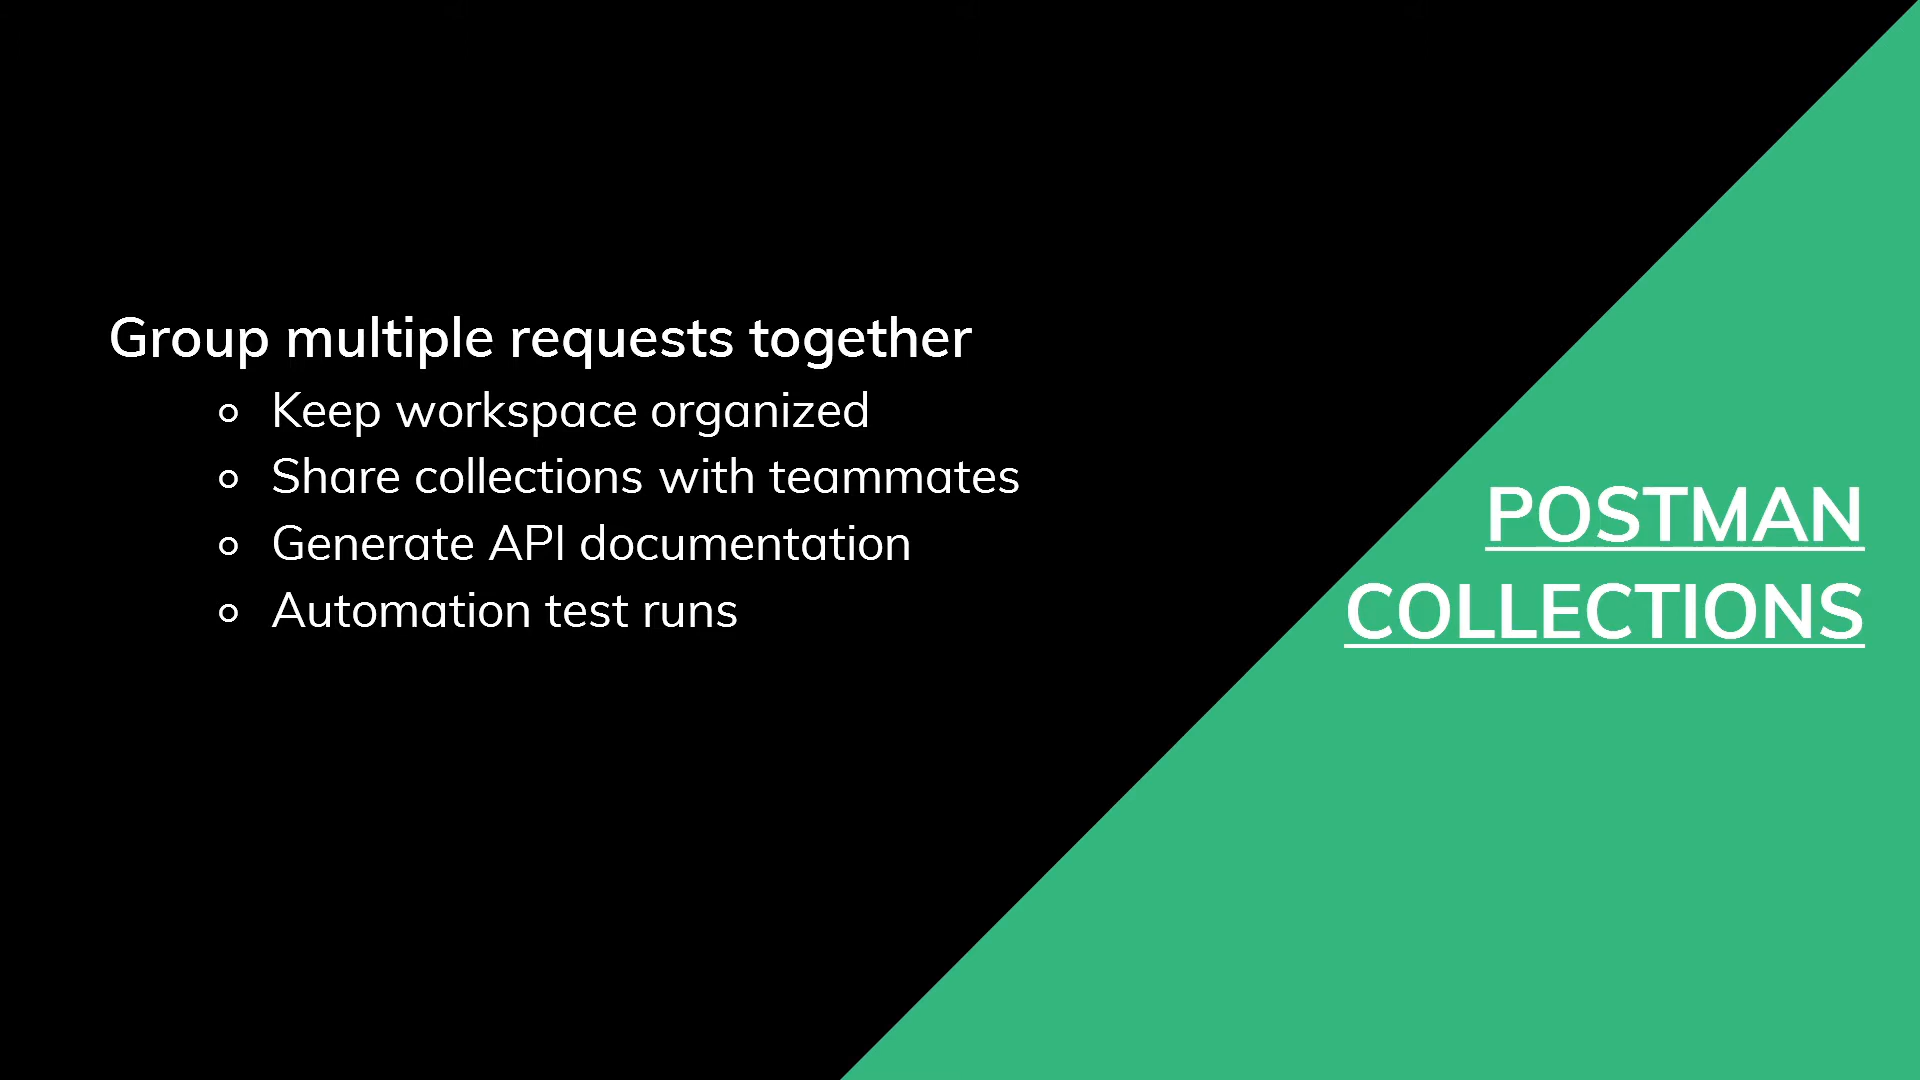 Group multiple requests together
Keep workspace organized
Share collections with teammates
Generate API documentation
Automation test runs
POSTMAN
COLLECTIONS